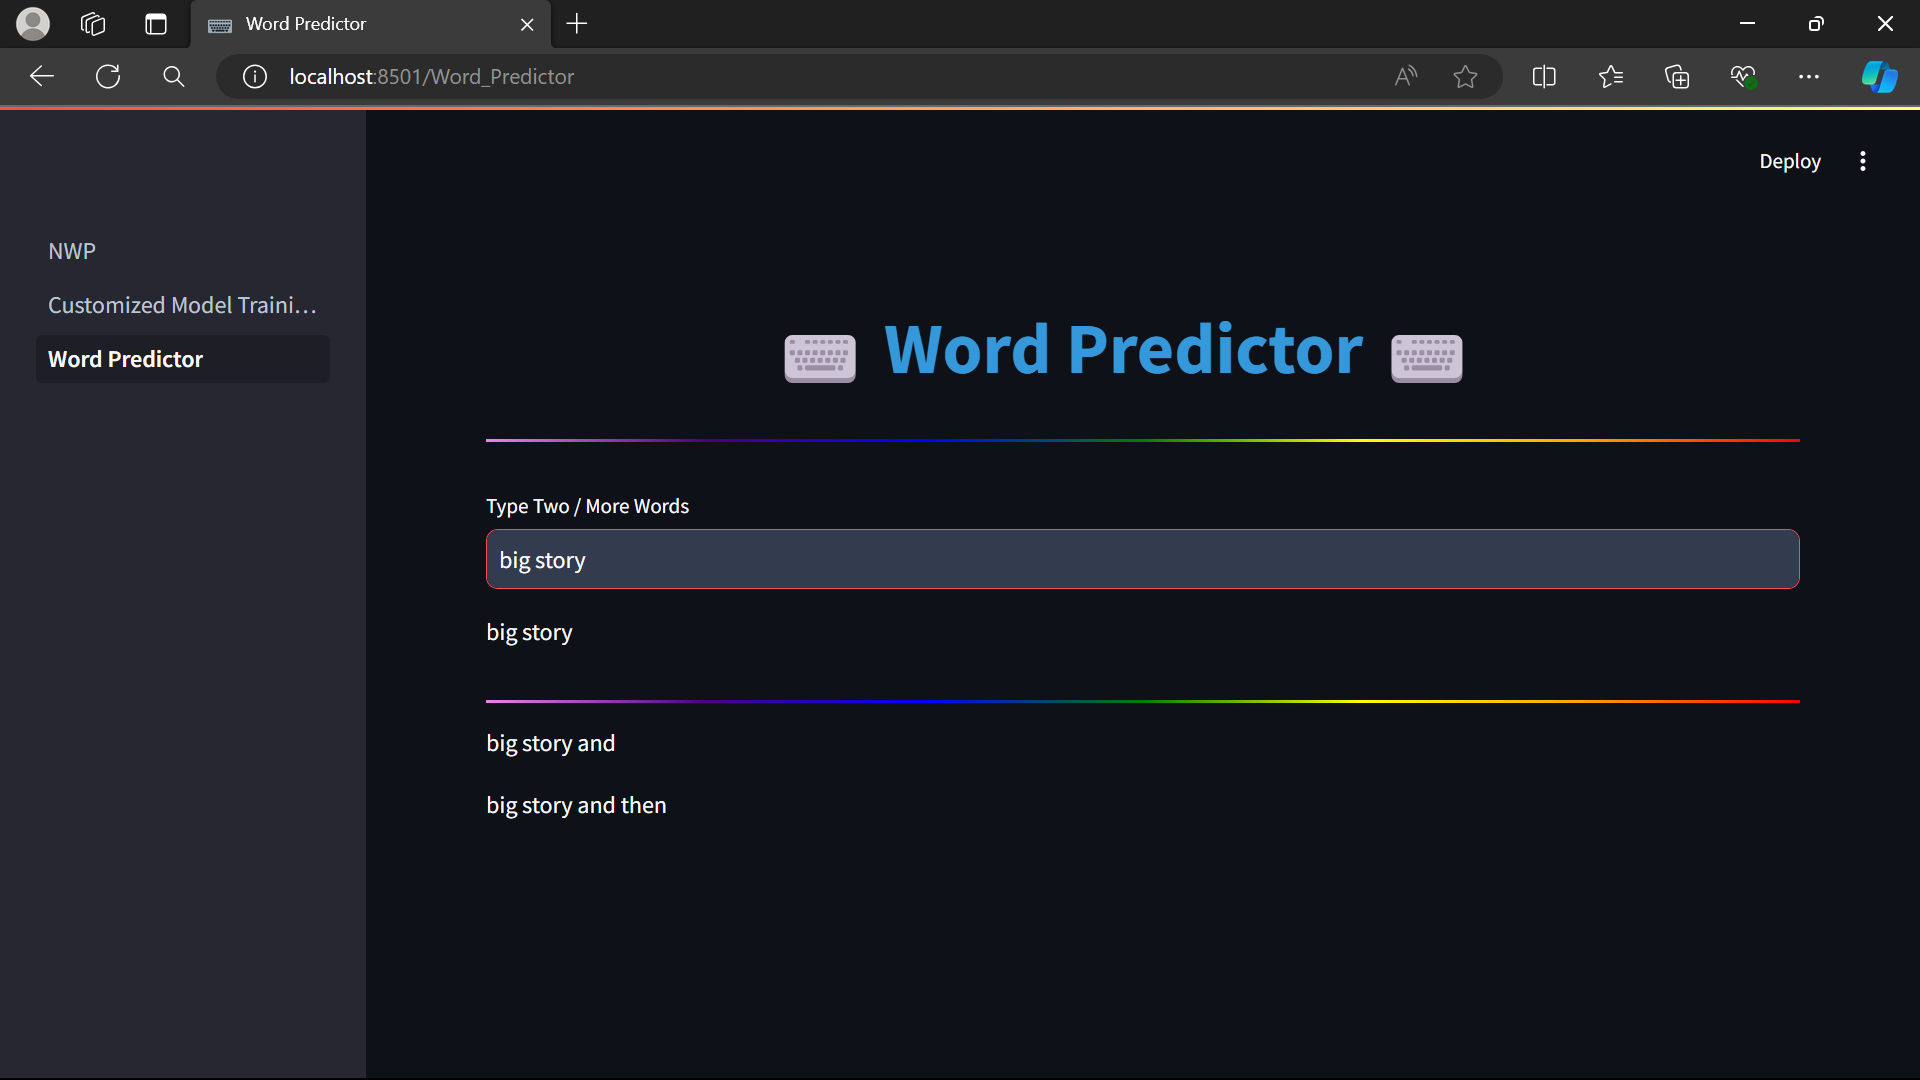 Word Predictor
localhost:8501/Word_Predictor
Deploy
NWP
Customized Model Traini...
Word Predictor
Word Predictor
Type Two / More Words
big story
big story
big story and
big story and then